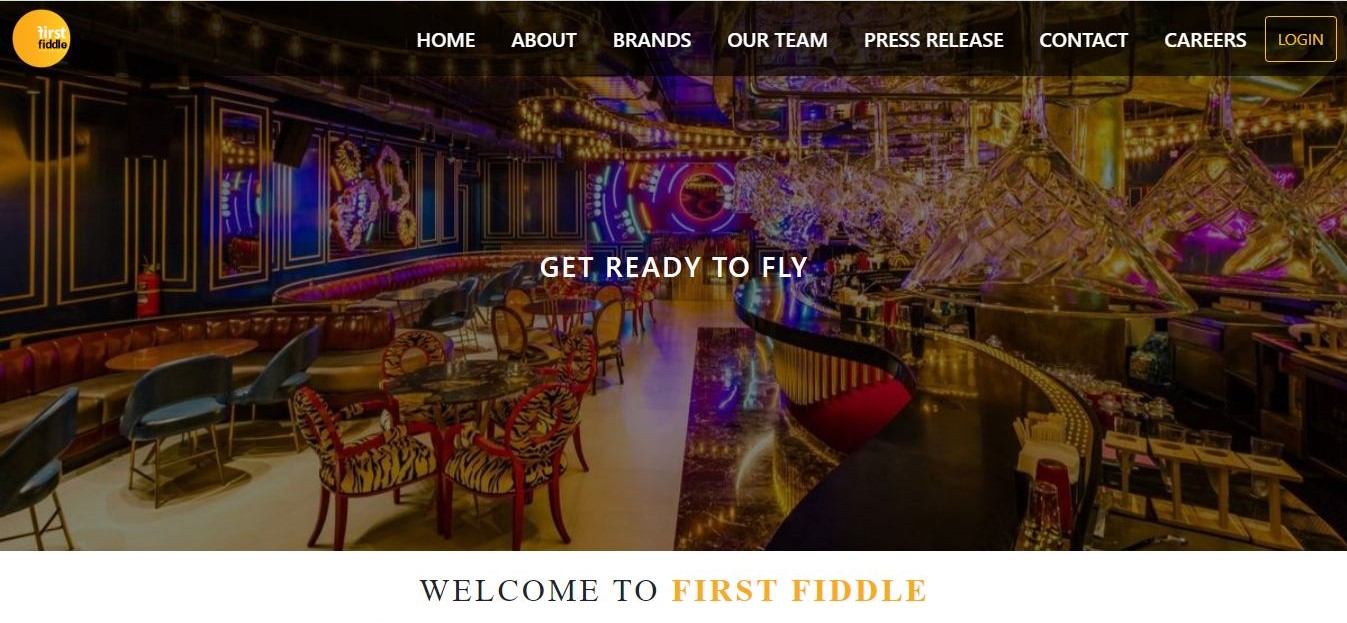 first
fiddle
HOME ABOUT BRANDS OUR TEAM PRESS RELEASE CONTACT CAREERS LOGIN
GET READY TO FLY
WELCOME TO FIRST FIDDLE